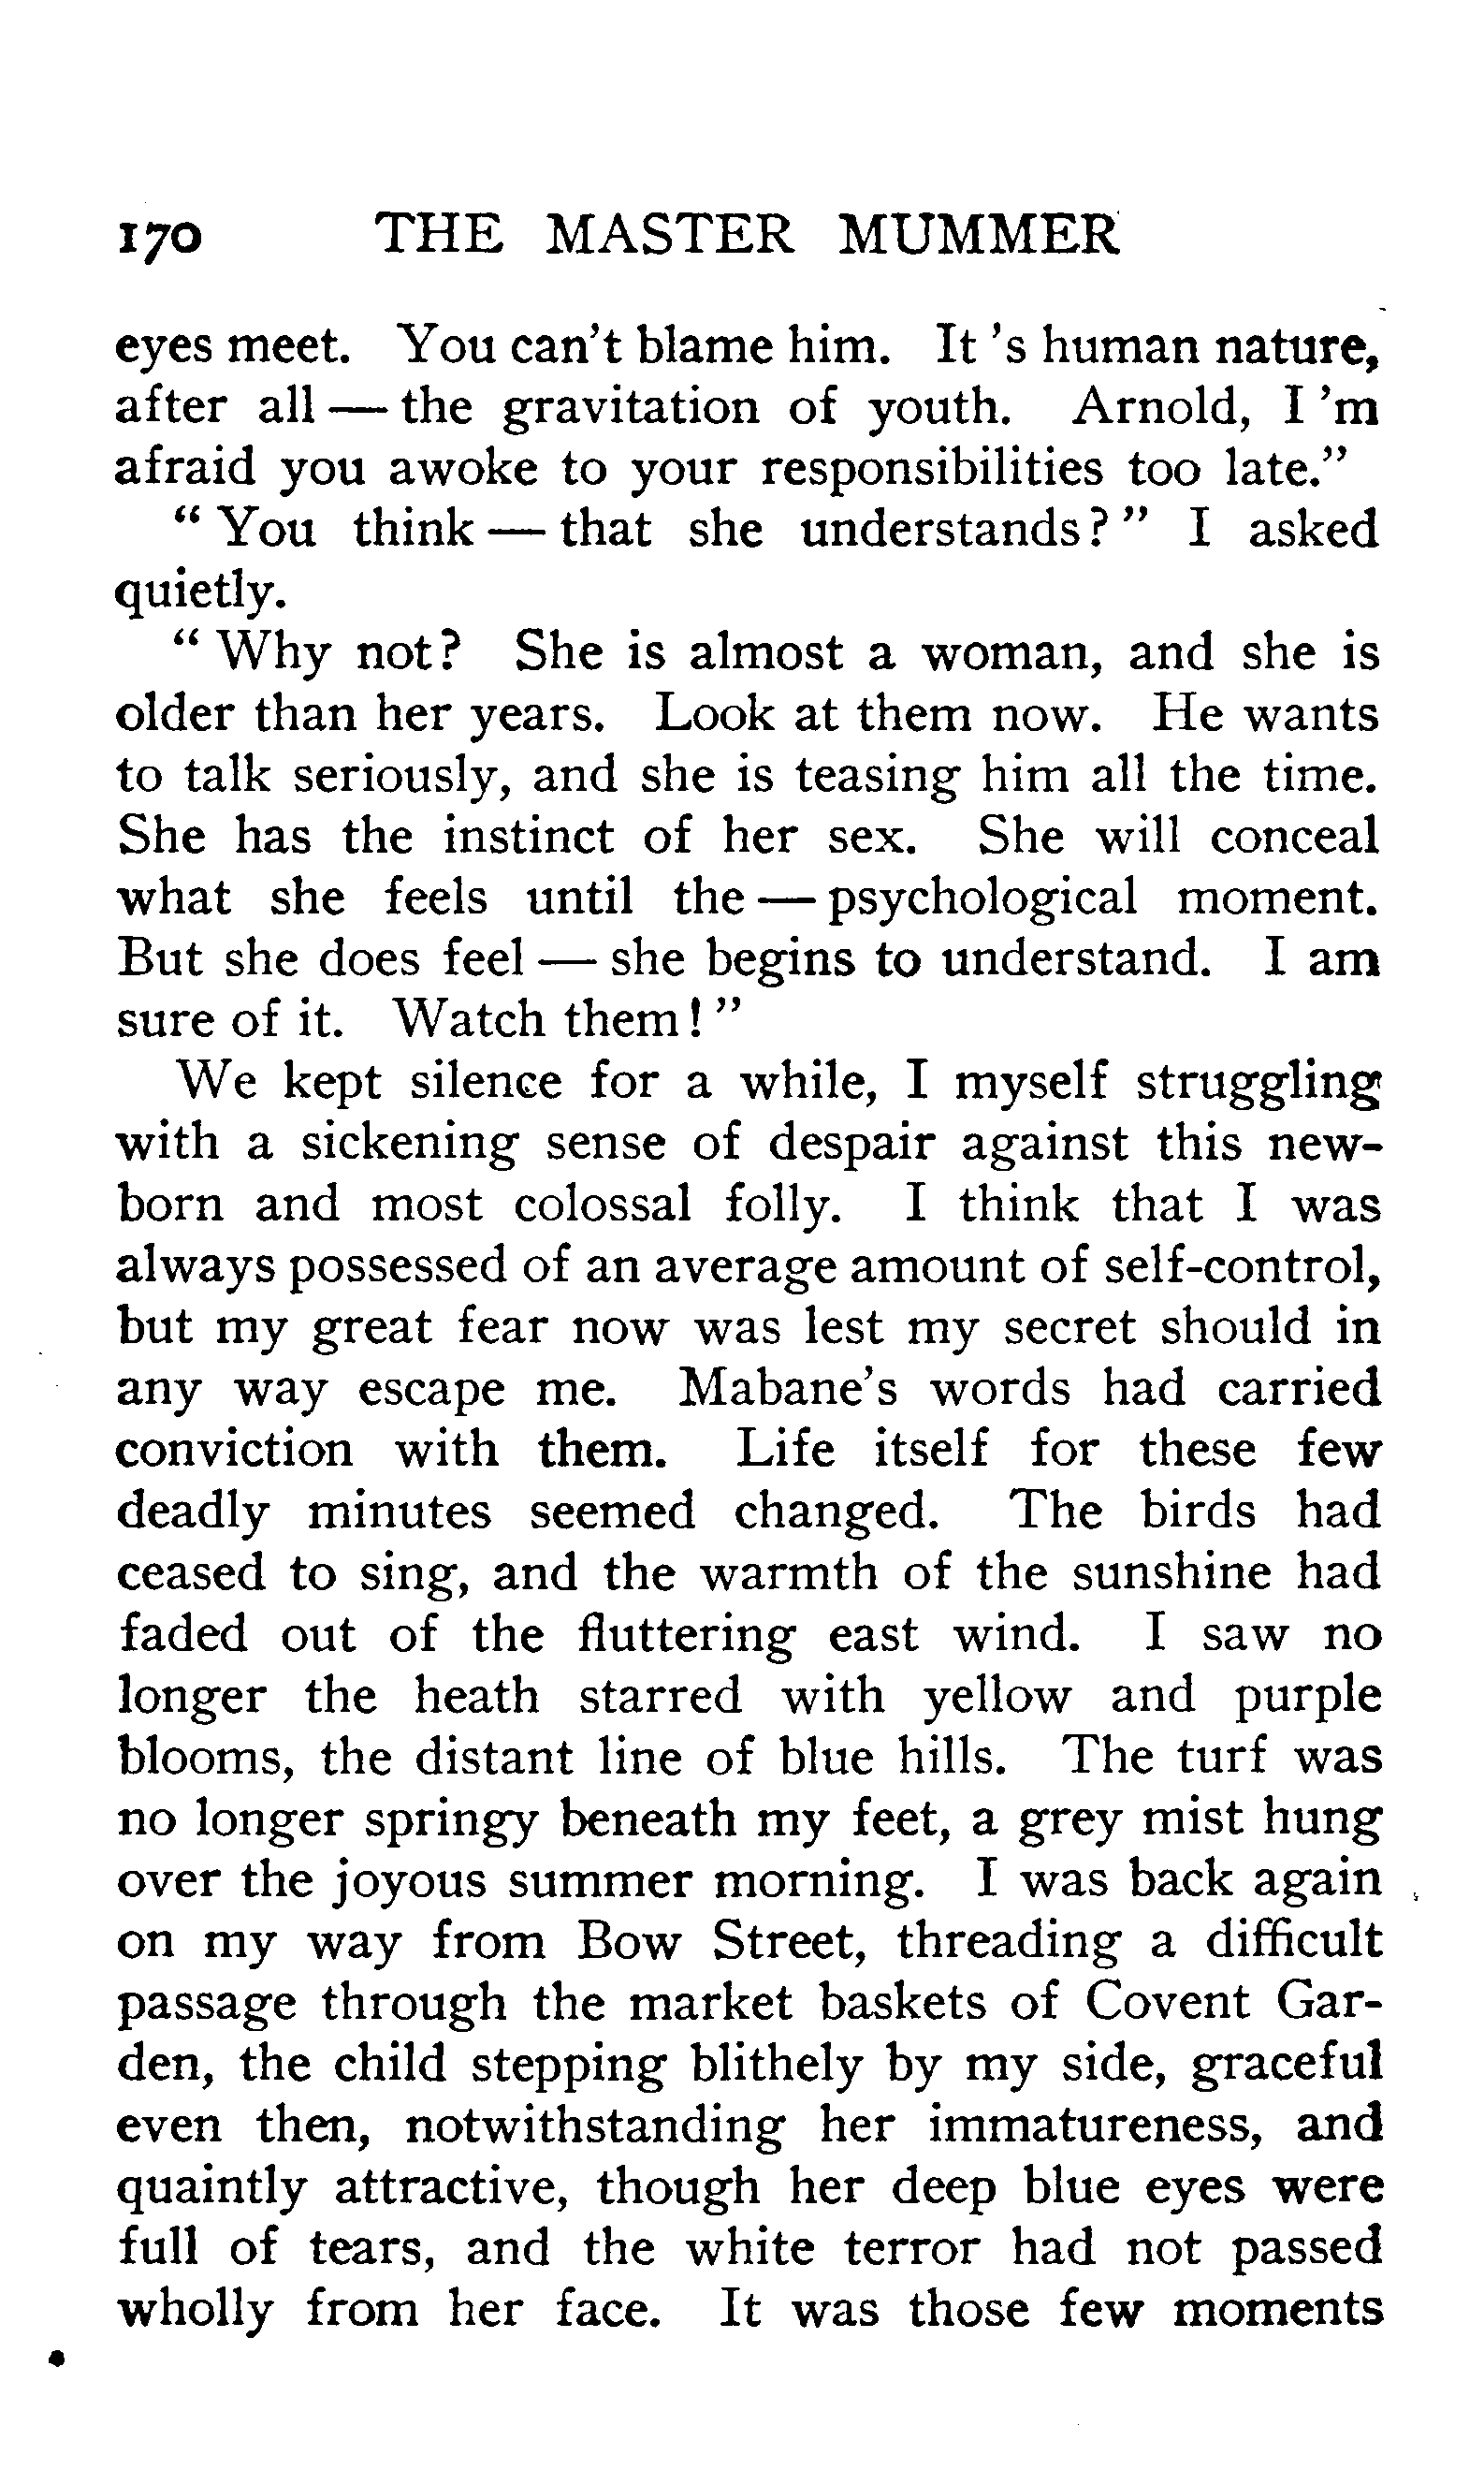 170 THE MASTER MUMMER
eyes meet. You can't blame him. It 's human nature,
after all — the gravitation of youth. Arnold, I 'm
afraid you awoke to your responsibilities too late."
" You think — that she understands? " I asked
quietly.
" Why not? She is almost a woman, and she is
older than her years. Look at them now. He wants
to talk seriously, and she is teasing him all the time.
She has the instinct of her sex. She will conceal
what she feels until the — psychological moment.
But she does feel — she begins to understand. I am
sure of it. Watch them! "
We kept silence for a while, I myself struggling
with a sickening sense of despair against this new-
born and most colossal folly. I think that I was
always possessed of an average amount of self-control,
but my great fear now was lest my secret should in
any way escape me. Mabane's words had carried
conviction with them. Life itself for these few
deadly minutes seemed changed. The birds had
ceased to sing, and the warmth of the sunshine had
faded out of the fluttering east wind. I saw no
longer the heath starred with yellow and purple
blooms, the distant line of blue hills. The turf was
no longer springy beneath my feet, a grey mist hung
over the joyous summer morning. I was back again
on my way from Bow Street, threading a difficult
passage through the market baskets of Covent Gar-
den, the child stepping blithely by my side, graceful
even then, notwithstanding her immatureness, and
quaintly attractive, though her deep blue eyes were
full of tears, and the white terror had not passed
wholly from her face. It was those few moments